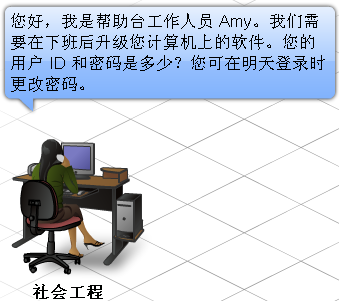 您好，我是帮助台工作人员 Amy。我们需
要在下班后升级您计算机上的软件。您的
用户 ID 和密码是多少？您可在明天登录时
更改密码。
社会工程